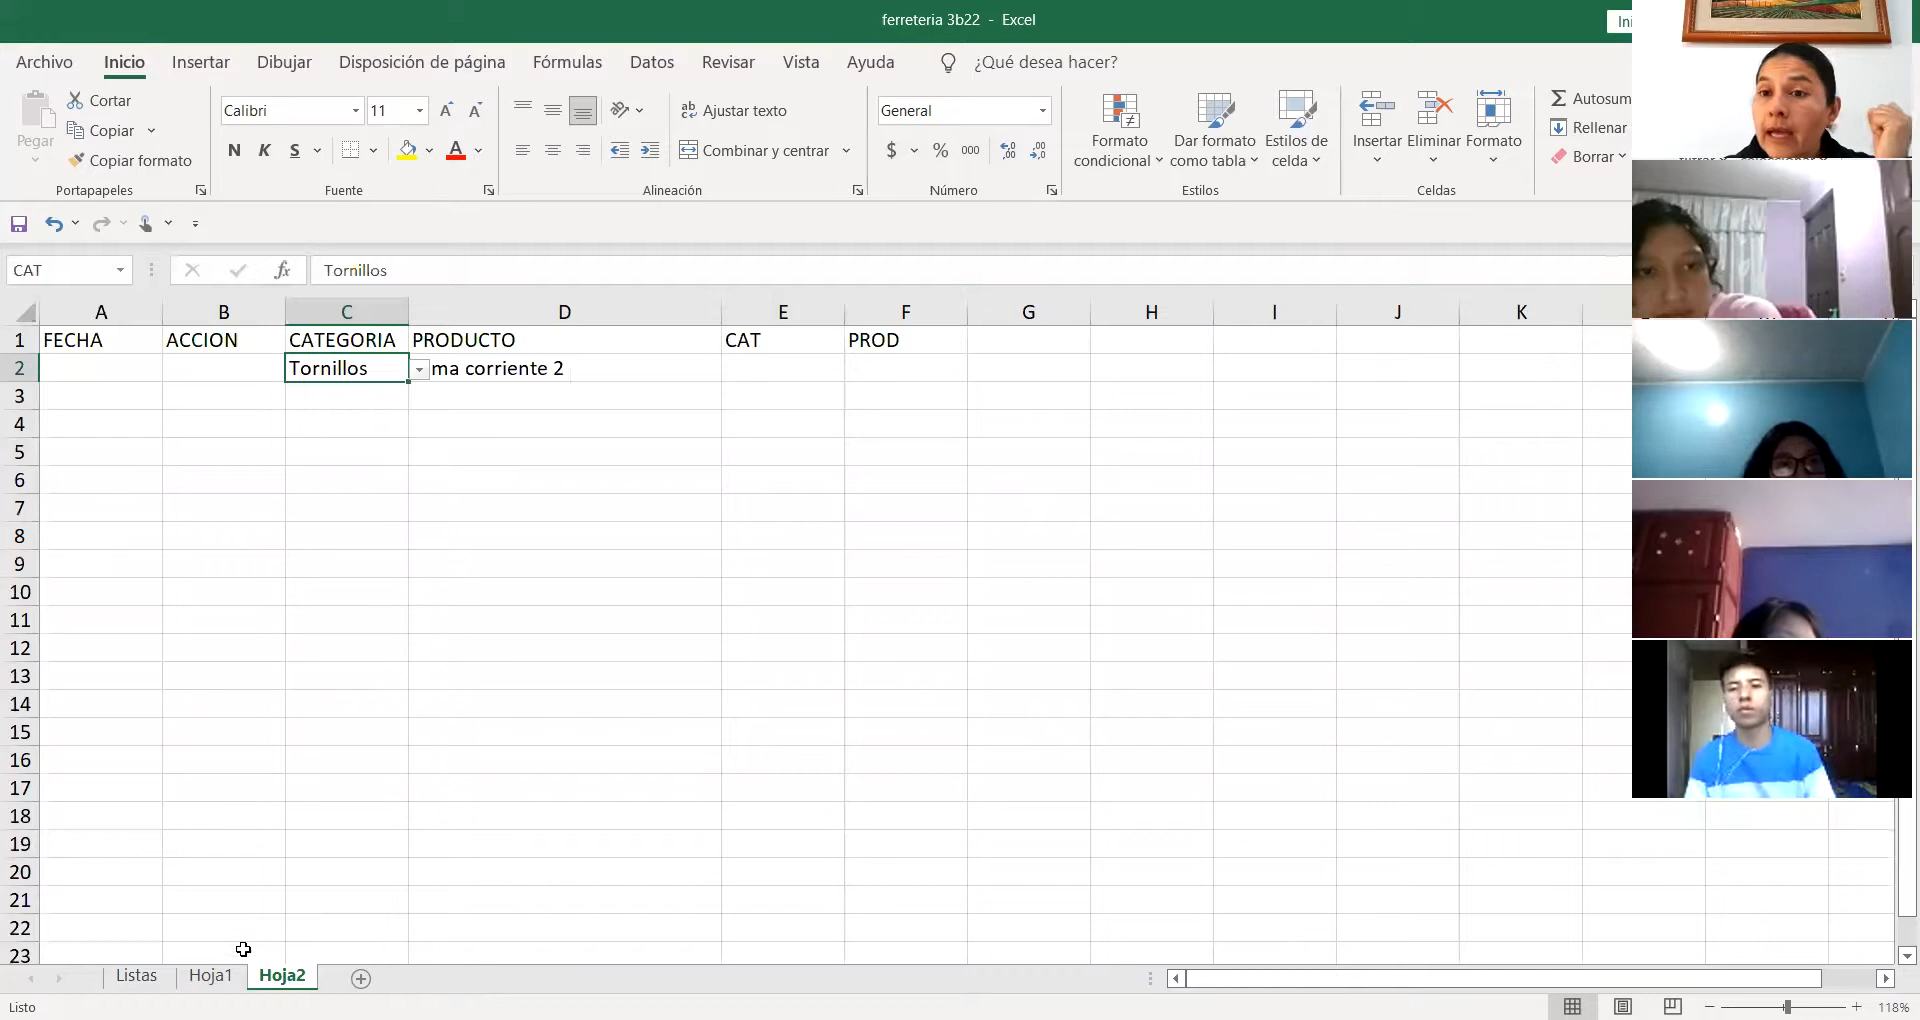 ferreteria 3b22 - Excel
Ini
Archivo Inicio Insertar Dibujar Disposición de página Fórmulas Datos Revisar Vista Ayuda ¿Qué desea hacer?
Cortar
Copiar
Copiar formato
Pegar
Portapapeles
Calibri 11
N K S
Fuente
Ajustar texto
Combinar y centrar
Alineación
General
$ % 000
Número
Formato condicional
Dar formato como tabla
Estilos de celda
Estilos
Insertar Eliminar Formato
Celdas
Autosum
Rellenar
Borrar
CAT
fx
Tornillos
A B C D E F G H I J K
1 FECHA ACCION CATEGORIA PRODUCTO CAT PROD
2 Tornillos ma corriente 2
3
4
5
6
7
8
9
10
11
12
13
14
15
16
17
18
19
20
21
22
23
Listas Hoja1 Hoja2
Listo
118%